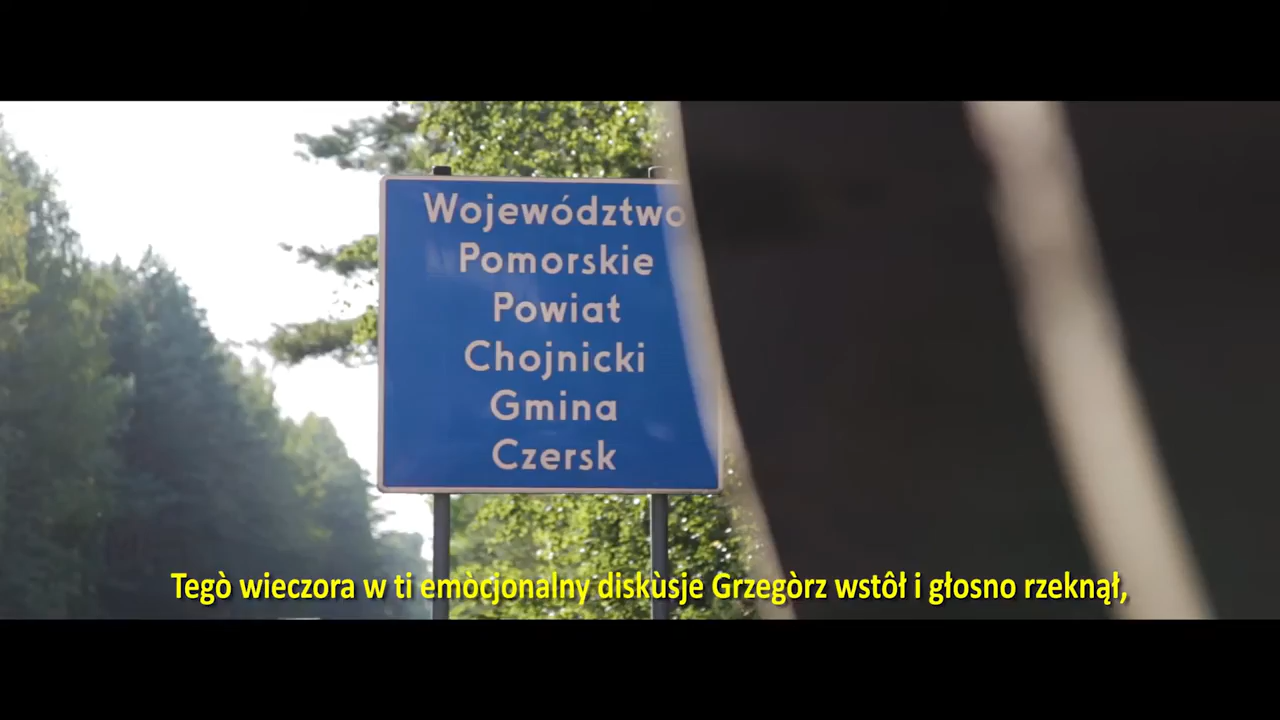 Województwo
Pomorskie
Powiat
Chojnicki
Gmina
Czersk
Tegò wieczora w ti emòcjonalny diskùsje Grzegòrz wstôł i głosno rzeknął,